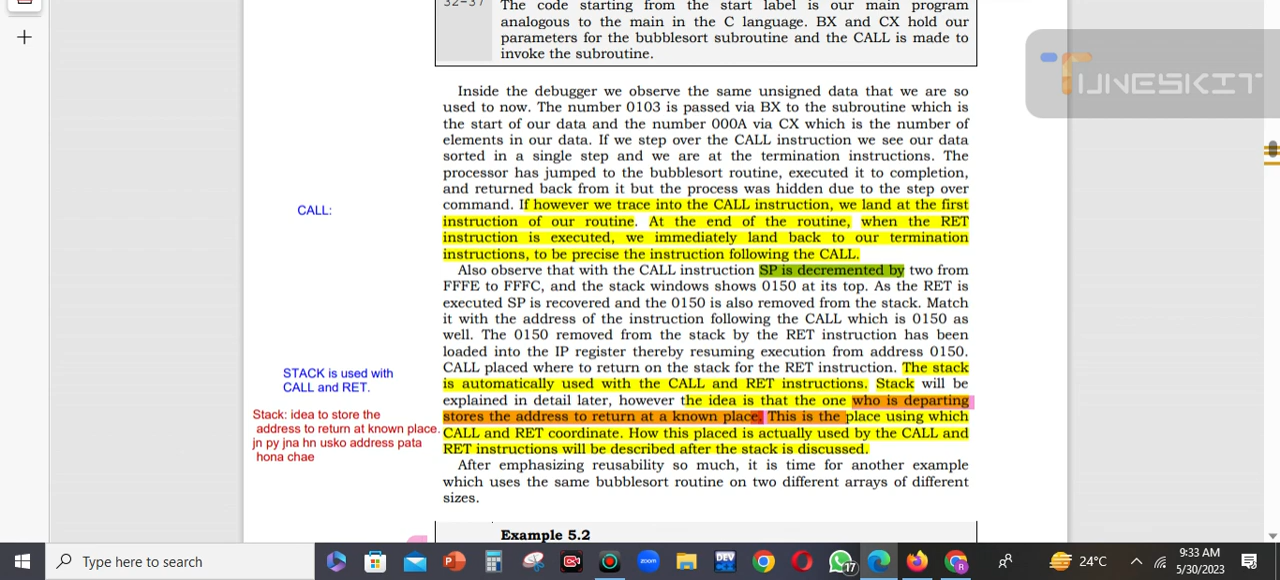 32-37
The code starting from the start label is our main program
analogous to the main in the C language. BX and CX hold our
parameters for the bubblesort subroutine and the CALL is made to
invoke the subroutine.
TUNESKIT
Inside the debugger we observe the same unsigned data that we are so
used to now. The number 0103 is passed via BX to the subroutine which is
the start of our data and the number 000A via CX which is the number of
elements in our data. If we step over the CALL instruction we see our data
sorted in a single step and we are at the termination instructions. The
processor has jumped to the bubblesort routine, executed it to completion,
and returned back from it but the process was hidden due to the step over
command. If however we trace into the CALL instruction, we land at the first
instruction of our routine. At the end of the routine, when the RET
instruction is executed, we immediately land back to our termination
instructions, to be precise the instruction following the CALL.
CALL:
Also observe that with the CALL instruction SP is decremented by two from
FFFE to FFFC, and the stack windows shows 0150 at its top. As the RET is
executed SP is recovered and the 0150 is also removed from the stack. Match
it with the address of the instruction following the CALL which is 0150 as
well. The 0150 removed from the stack by the RET instruction has been
loaded into the IP register thereby resuming execution from address 0150.
CALL placed where to return on the stack for the RET instruction. The stack
is automatically used with the CALL and RET instructions. Stack will be
explained in detail later, however the idea is that the one who is departing
stores the address to return at a known place. This is the place using which
CALL and RET coordinate. How this placed is actually used by the CALL and
RET instructions will be described after the stack is discussed.
STACK is used with
CALL and RET.
Stack: idea to store the
address to return at known place.
jn py jna hn usko address pata
hona chae
After emphasizing reusability so much, it is time for another example
which uses the same bubblesort routine on two different arrays of different
sizes.
Example 5.2
Type here to search
zoom
DEV
17
R
24°C
9:33 AM
5/30/2023